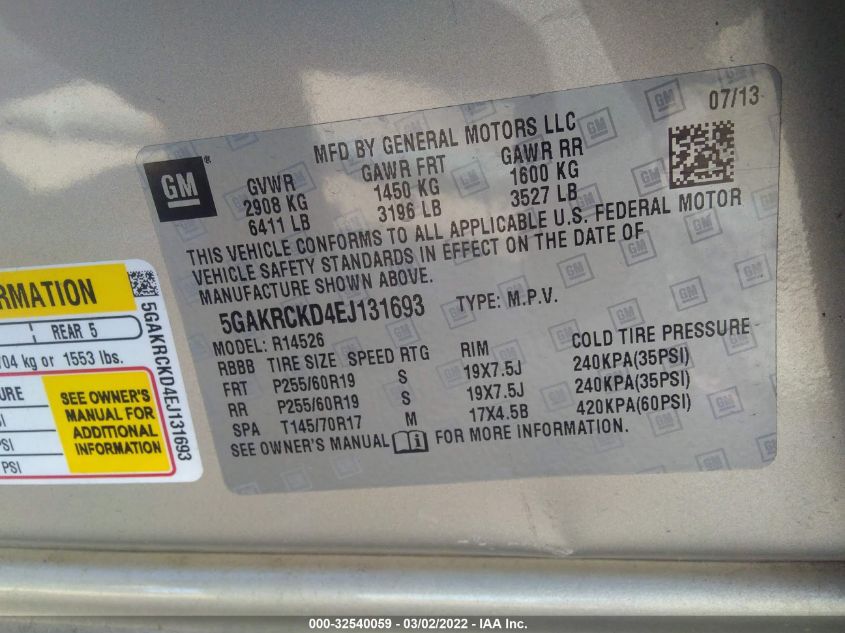 07/13
MFD BY GENERAL MOTORS LLC
GM ®
GVWR GAWR FRT GAWR RR
2908 KG 1450 KG 1600 KG
6411 LB 3196 LB 3527 LB
THIS VEHICLE CONFORMS TO ALL APPLICABLE U.S. FEDERAL MOTOR
VEHICLE SAFETY STANDARDS IN EFFECT ON THE DATE OF
MANUFACTURE SHOWN ABOVE.
5GAKRCKD4EJ131693 TYPE: M.P.V.
MODEL: R14526
RBBB TIRE SIZE SPEED RTG RIM COLD TIRE PRESSURE
FRT P255/60R19 S 19X7.5J 240KPA(35PSI)
RR P255/60R19 S 19X7.5J 240KPA(35PSI)
SPA T145/70R17 M 17X4.5B 420KPA(60PSI)
SEE OWNER'S MANUAL FOR MORE INFORMATION.
REAR 5
kg or 1553 lbs.
SEE OWNER'S
MANUAL FOR
ADDITIONAL
INFORMATION
PSI
5GAKRCKD4EJ131693
000-32540059 - 03/02/2022 - IAA Inc.